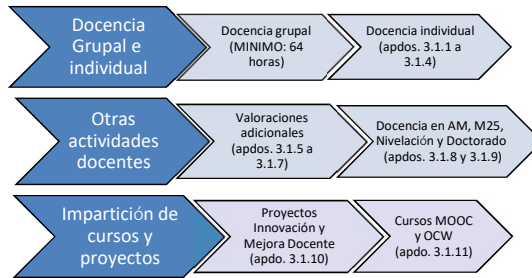 Docencia
Grupal e
individual
Docencia grupal
(MINIMO: 64
horas)
Docencia individual
(apdos. 3.1.1 a
3.1.4)
Otras
actividades
docentes
Valoraciones
adicionales
(apdos. 3.1.5 a
3.1.7)
Docencia en AM, M25,
Nivelación y Doctorado
(apdos. 3.1.8 y 3.1.9)
Impartición de
cursos y
proyectos
Proyectos
Innovación y
Mejora Docente
(apdo. 3.1.10)
Cursos MOOC
y OCW
(apdo. 3.1.11)